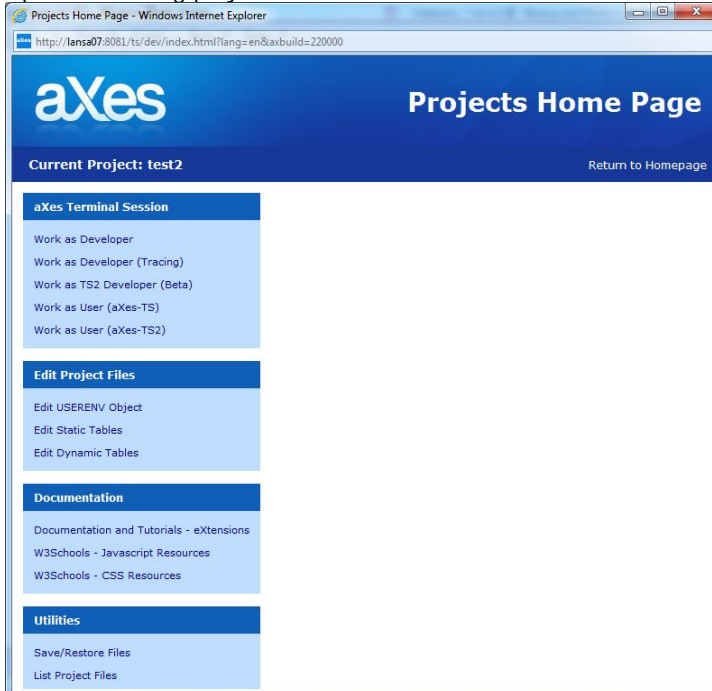 Projects Home Page - Windows Internet Explorer
http://lansa07:8081/ts/dev/index.html?lang=en&axbuild=220000
aXes
Projects Home Page
Current Project: test2
Return to Homepage
aXes Terminal Session
Work as Developer
Work as Developer (Tracing)
Work as TS2 Developer (Beta)
Work as User (aXes-TS)
Work as User (aXes-TS2)
Edit Project Files
Edit USERENV Object
Edit Static Tables
Edit Dynamic Tables
Documentation
Documentation and Tutorials - eXtensions
W3Schools - Javascript Resources
W3Schools - CSS Resources
Utilities
Save/Restore Files
List Project Files